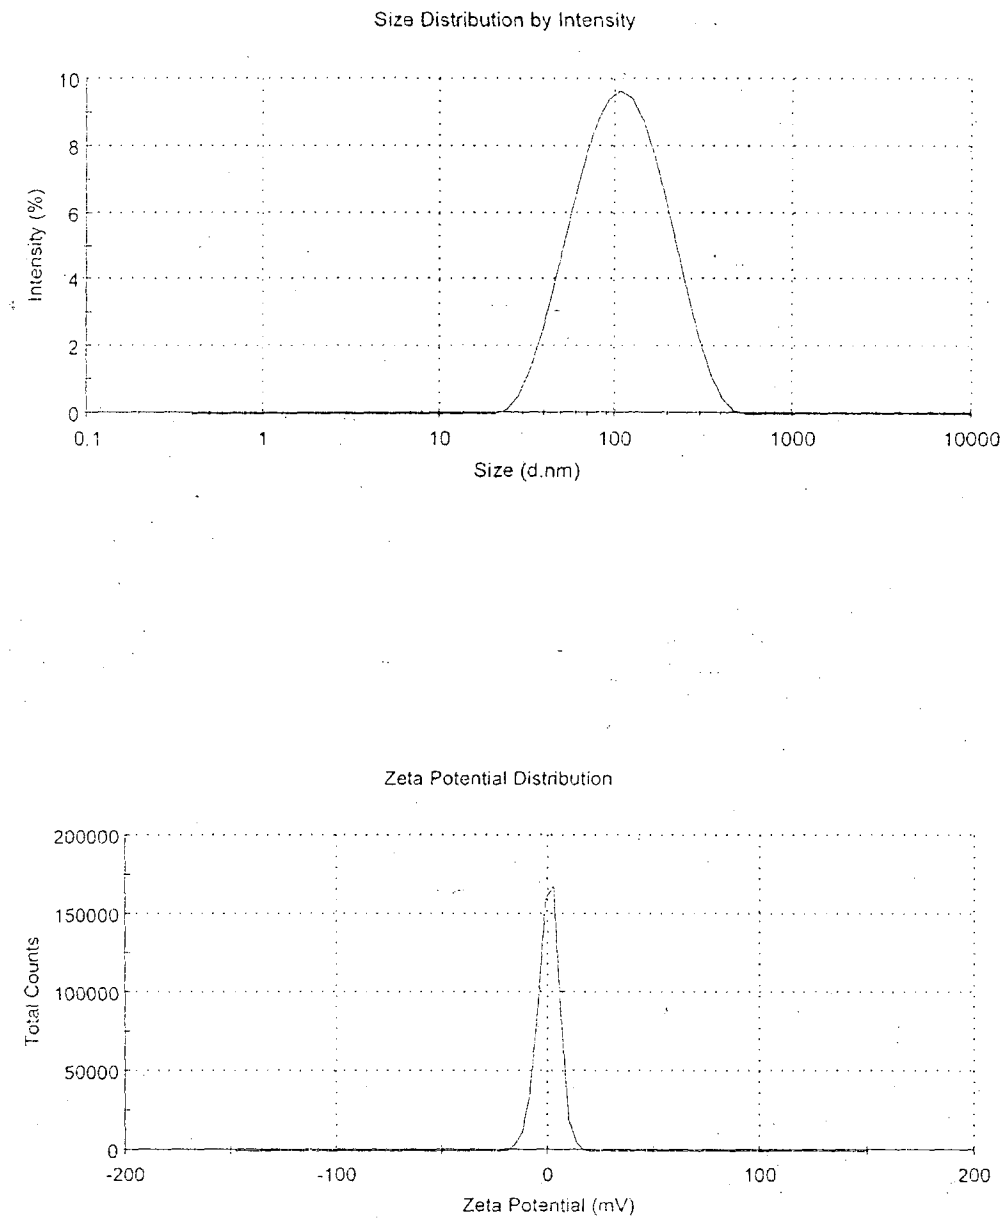 Size Distribution by Intensity
10
8
6
4
2
0
Intensity (%)
0.1 1 10 100 1000 10000
Size (d.nm)
Zeta Potential Distribution
200000
150000
100000
50000
0
Total Counts
-200 -100 0 100 200
Zeta Potential (mV)